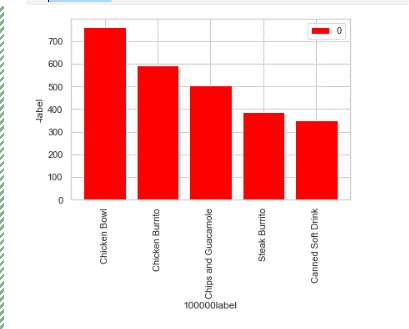 0
700
600
500
400
300
200
100
0
-label
Chicken Bowl
Chicken Burrito
Chips and Guacamole
Steak Burrito
Canned Soft Drink
100000label